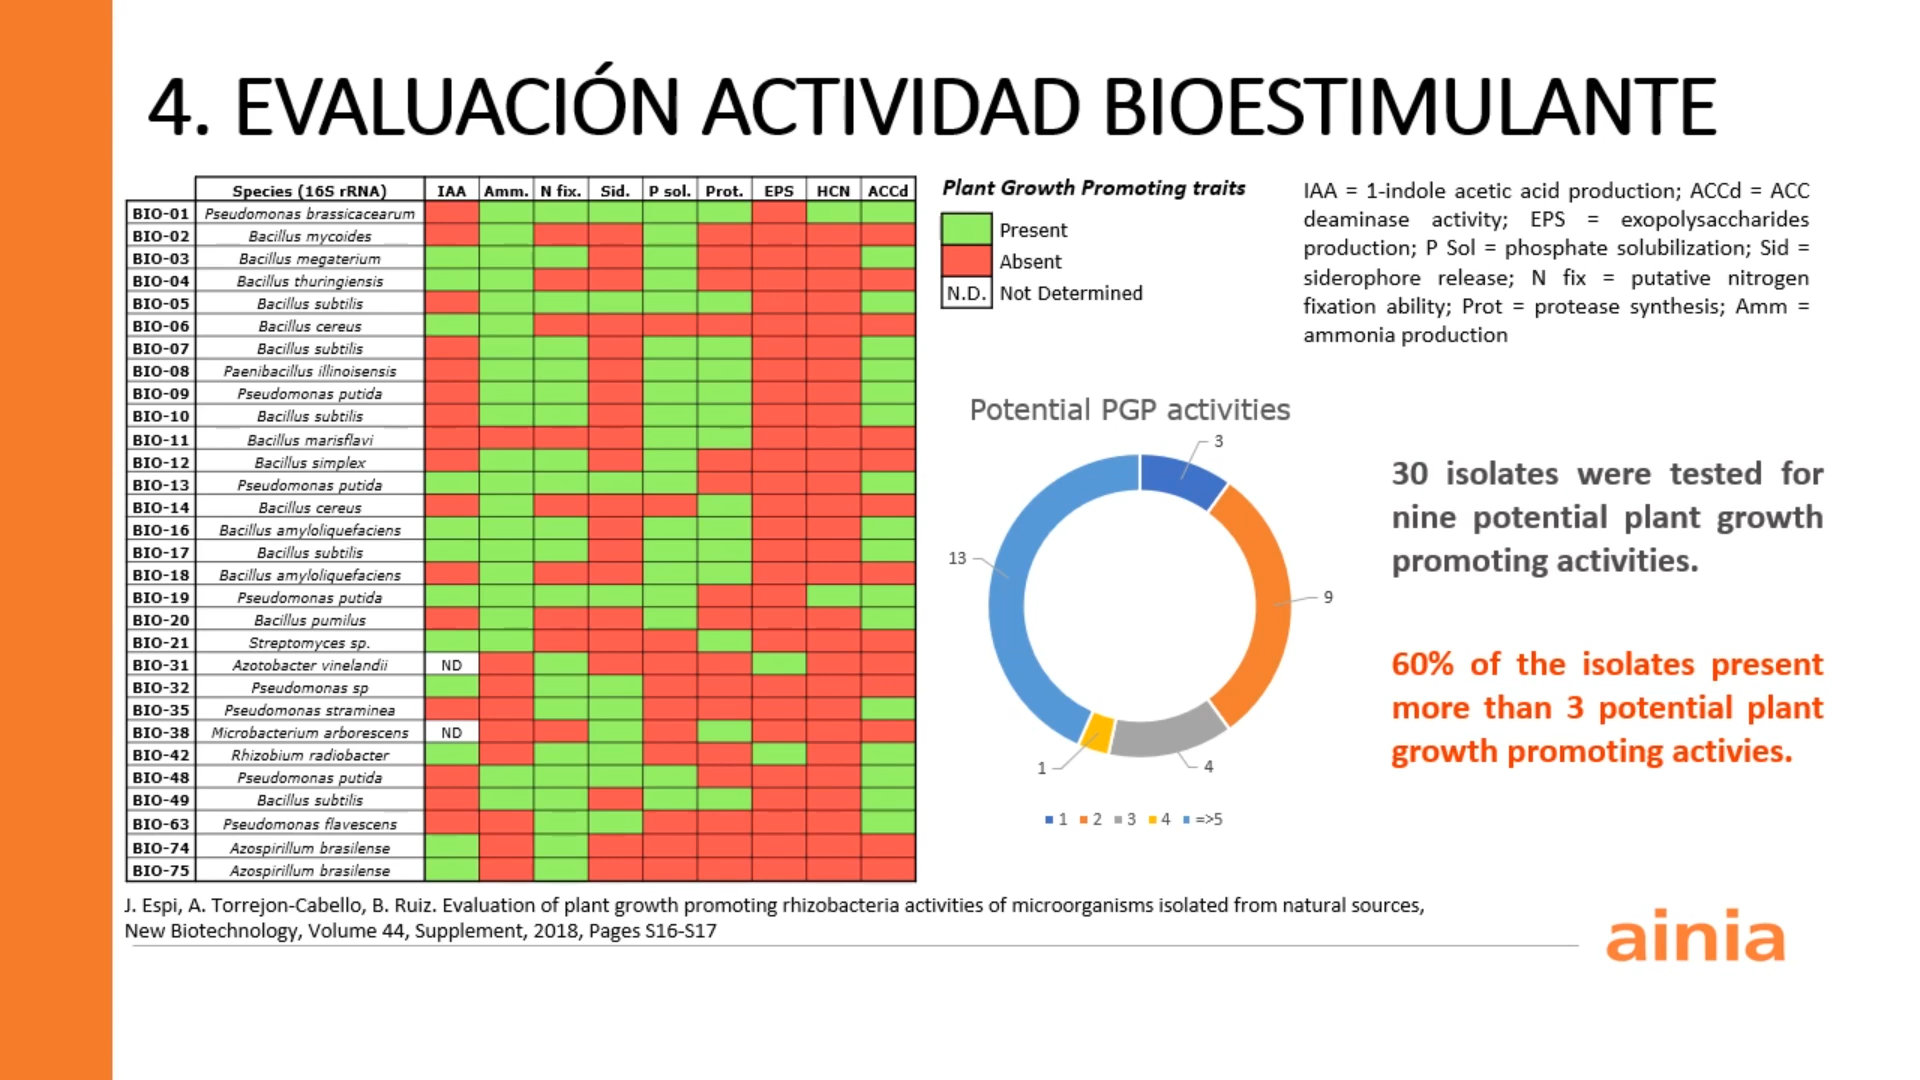 4. EVALUACIÓN ACTIVIDAD BIOESTIMULANTE
Species (16S rRNA) IAA Amm. N fix. Sid. P sol. Prot. EPS HCN ACCd
BIO-01 Pseudomonas brassicacearum
BIO-02 Bacillus mycoides
BIO-03 Bacillus megaterium
BIO-04 Bacillus thuringiensis
BIO-05 Bacillus subtilis
BIO-06 Bacillus cereus
BIO-07 Bacillus subtilis
BIO-08 Paenibacillus illinoisensis
BIO-09 Pseudomonas putida
BIO-10 Bacillus subtilis
BIO-11 Bacillus marisflavi
BIO-12 Bacillus simplex
BIO-13 Pseudomonas putida
BIO-14 Bacillus cereus
BIO-16 Bacillus amyloliquefaciens
BIO-17 Bacillus subtilis
BIO-18 Bacillus amyloliquefaciens
BIO-19 Pseudomonas putida
BIO-20 Bacillus pumilus
BIO-21 Streptomyces sp.
BIO-31 Azotobacter vinelandii ND
BIO-32 Pseudomonas sp
BIO-35 Pseudomonas straminea
BIO-38 Microbacterium arborescens ND
BIO-42 Rhizobium radiobacter
BIO-48 Pseudomonas putida
BIO-49 Bacillus subtilis
BIO-63 Pseudomonas flavescens
BIO-74 Azospirillum brasilense
BIO-75 Azospirillum brasilense
Plant Growth Promoting traits
Present
Absent
N.D. Not Determined
IAA = 1-indole acetic acid production; ACCd = ACC
deaminase activity; EPS = exopolysaccharides
production; P Sol = phosphate solubilization; Sid =
siderophore release; N fix = putative nitrogen
fixation ability; Prot = protease synthesis; Amm =
ammonia production
Potential PGP activities
3
13
9
1
4
1 2 3 4 =>5
30 isolates were tested for
nine potential plant growth
promoting activities.
60% of the isolates present
more than 3 potential plant
growth promoting activies.
J. Espi, A. Torrejon-Cabello, B. Ruiz. Evaluation of plant growth promoting rhizobacteria activities of microorganisms isolated from natural sources,
New Biotechnology, Volume 44, Supplement, 2018, Pages S16-S17
ainia